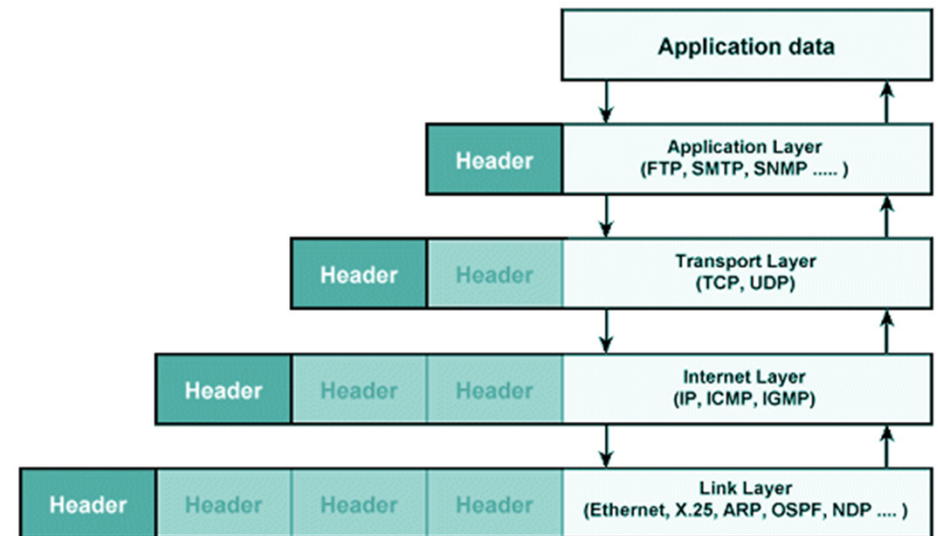 Application data
Header
Application Layer
(FTP, SMTP, SNMP ..... )
Header Header
Transport Layer
(TCP, UDP)
Header Header Header
Internet Layer
(IP, ICMP, IGMP)
Header Header Header Header
Link Layer
(Ethernet, X.25, ARP, OSPF, NDP .... )